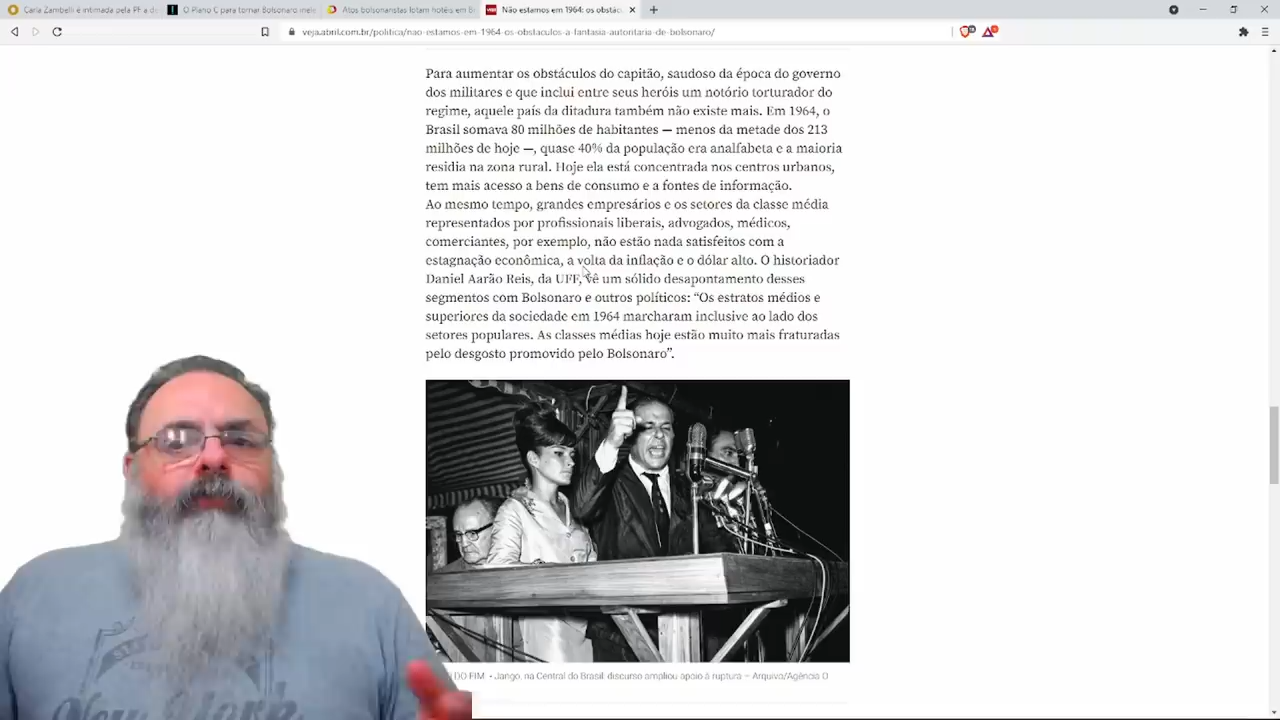 Carla Zambelli é intimada pela PF a de
O Plano C para tornar Bolsonaro inele
Atos bolsonaristas lotam hotéis em B
Não estamos em 1964: os obstác
veja.abril.com.br/politica/nao-estamos-em-1964-os-obstaculos-a-fantasia-autoritaria-de-bolsonaro/
Para aumentar os obstáculos do capitão, saudoso da época do governo
dos militares e que inclui entre seus heróis um notório torturador do
regime, aquele país da ditadura também não existe mais. Em 1964, o
Brasil somava 80 milhões de habitantes — menos da metade dos 213
milhões de hoje —, quase 40% da população era analfabeta e a maioria
residia na zona rural. Hoje ela está concentrada nos centros urbanos,
tem mais acesso a bens de consumo e a fontes de informação.
Ao mesmo tempo, grandes empresários e os setores da classe média
representados por profissionais liberais, advogados, médicos,
comerciantes, por exemplo, não estão nada satisfeitos com a
estagnação econômica, a volta da inflação e o dólar alto. O historiador
Daniel Aarão Reis, da UFF, vê um sólido desapontamento desses
segmentos com Bolsonaro e outros políticos: “Os estratos médios e
superiores da sociedade em 1964 marcharam inclusive ao lado dos
setores populares. As classes médias hoje estão muito mais fraturadas
pelo desgosto promovido pelo Bolsonaro”.
DO FIM • Jango, na Central do Brasil: discurso ampliou apoio à ruptura – Arquivo/Agência O